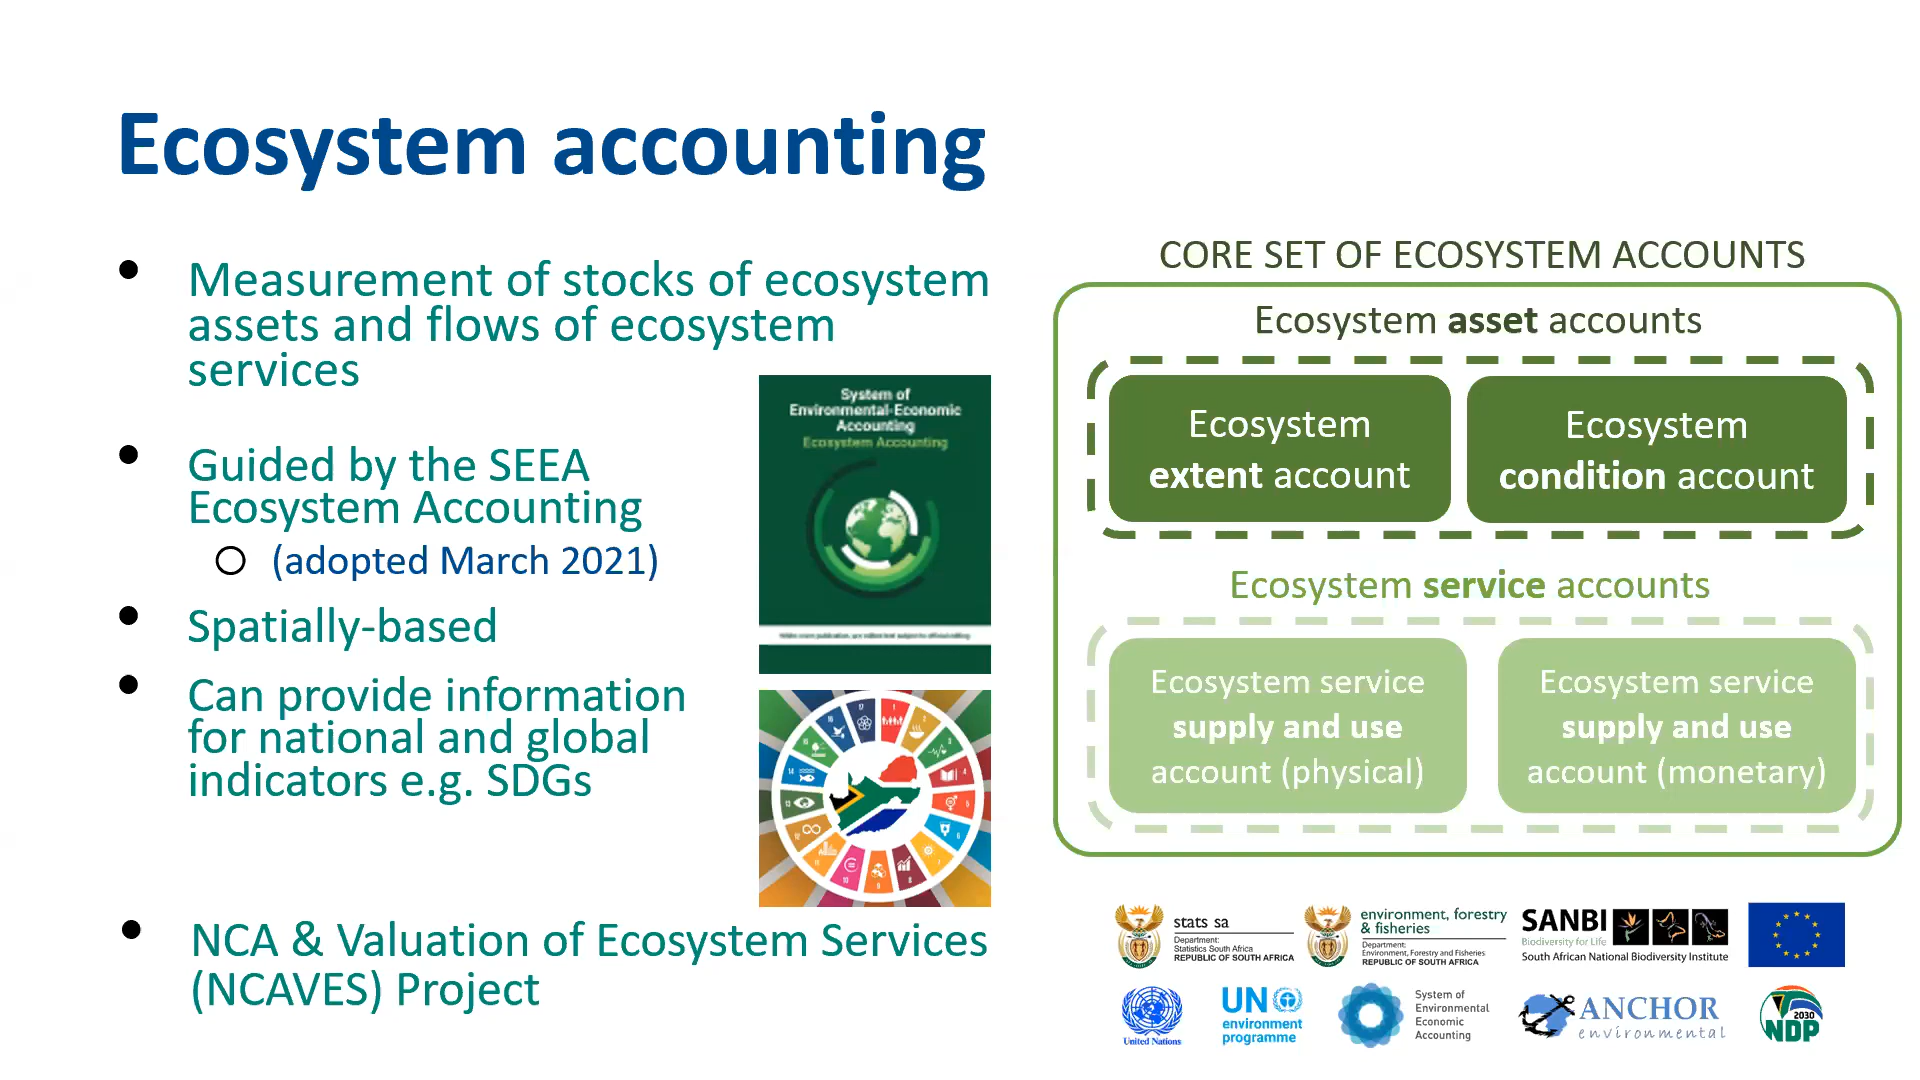 Ecosystem accounting
Measurement of stocks of ecosystem
assets and flows of ecosystem
services
Guided by the SEEA
Ecosystem Accounting
(adopted March 2021)
Spatially-based
Can provide information
for national and global
indicators e.g. SDGs
NCA & Valuation of Ecosystem Services
(NCAVES) Project
System of
Environmental-Economic
Accounting
Ecosystem Accounting
CORE SET OF ECOSYSTEM ACCOUNTS
Ecosystem asset accounts
Ecosystem
extent account
Ecosystem
condition account
Ecosystem service accounts
Ecosystem service
supply and use
account (physical)
Ecosystem service
supply and use
account (monetary)
stats sa
Department:
Statistics South Africa
REPUBLIC OF SOUTH AFRICA
environment, forestry
& fisheries
Department:
Environment, Forestry and Fisheries
REPUBLIC OF SOUTH AFRICA
SANBI
Biodiversity for Life
South African National Biodiversity Institute
United Nations
UN
environment
programme
System of
Environmental
Economic
Accounting
ANCHOR
environmental
2030
NDP